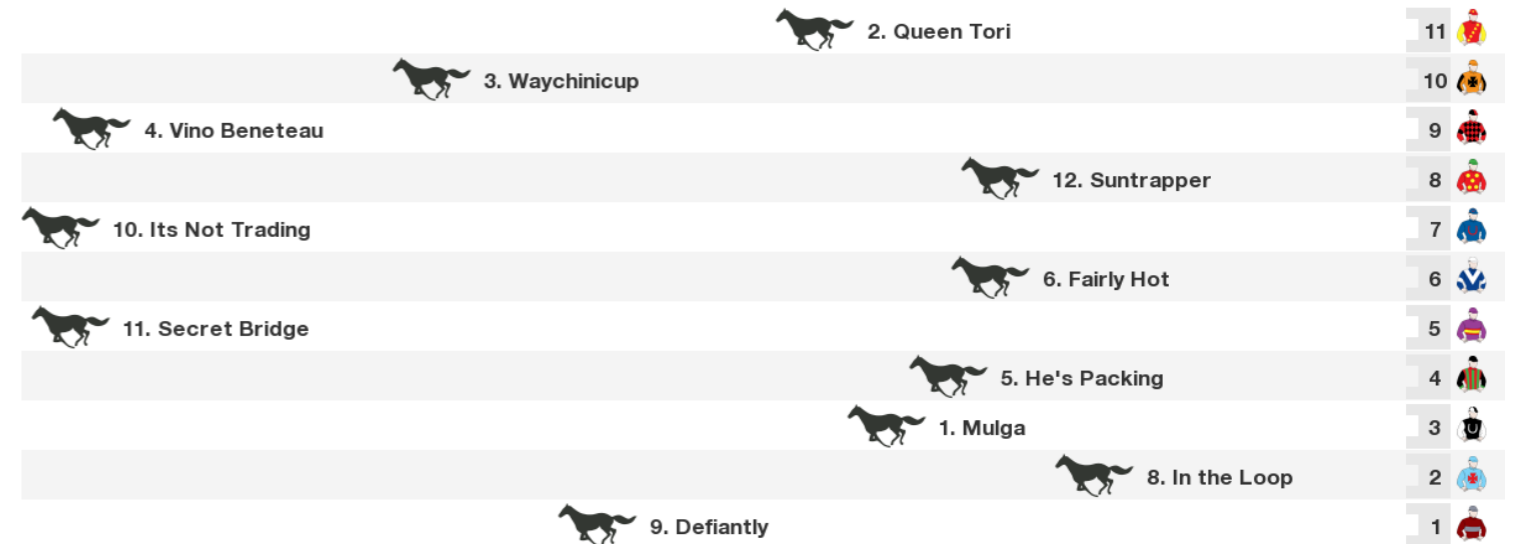 2. Queen Tori 11
3. Waychinicup 10
4. Vino Beneteau 9
12. Suntrapper 8
10. Its Not Trading 7
6. Fairly Hot 6
11. Secret Bridge 5
5. He's Packing 4
1. Mulga 3
8. In the Loop 2
9. Defiantly 1